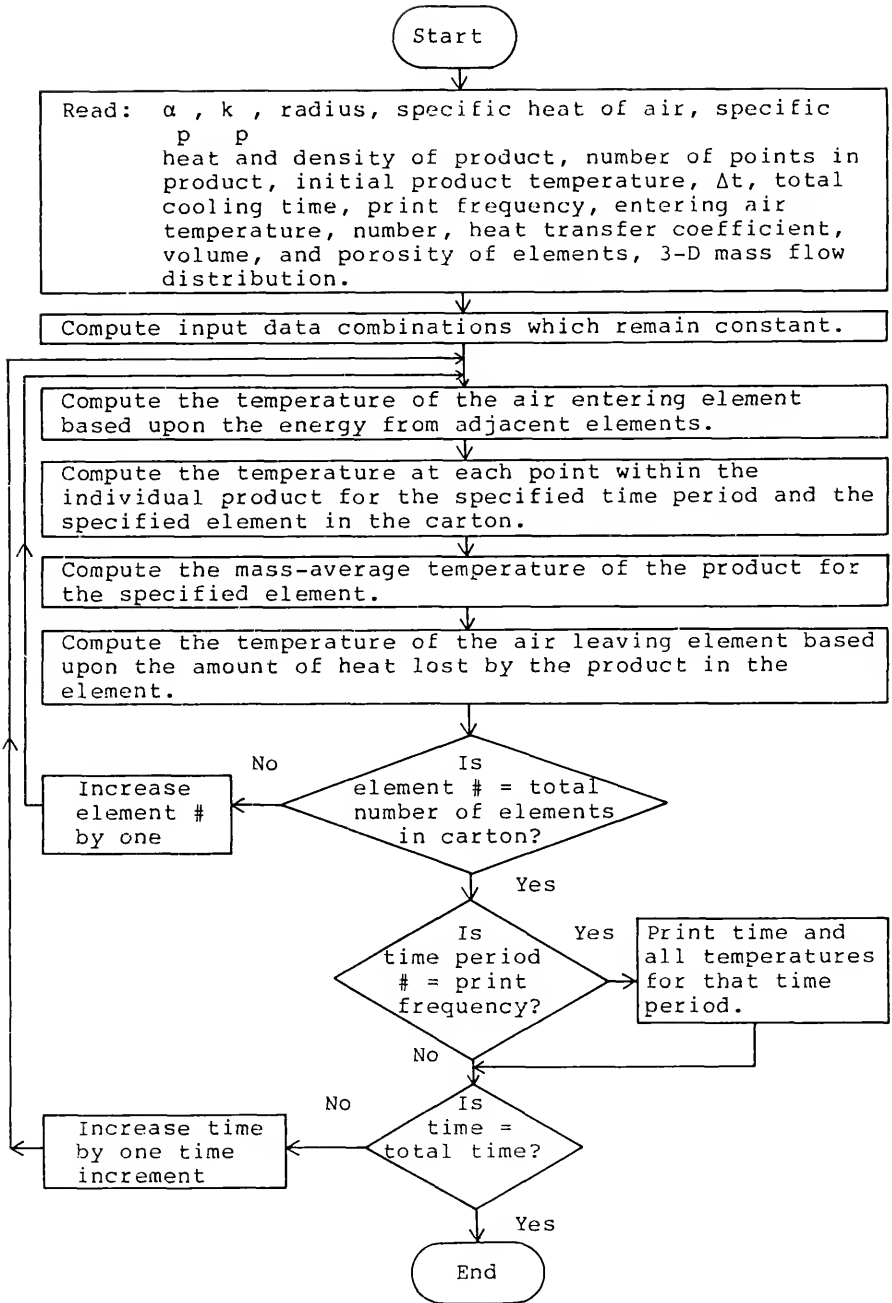 Start
Read: α , k , radius, specific heat of air, specific
p p
heat and density of product, number of points in
product, initial product temperature, Δt, total
cooling time, print frequency, entering air
temperature, number, heat transfer coefficient,
volume, and porosity of elements, 3-D mass flow
distribution.
Compute input data combinations which remain constant.
Compute the temperature of the air entering element
based upon the energy from adjacent elements.
Compute the temperature at each point within the
individual product for the specified time period and the
specified element in the carton.
Compute the mass-average temperature of the product for
the specified element.
Compute the temperature of the air leaving element based
upon the amount of heat lost by the product in the
element.
Is
element # = total
number of elements
in carton?
No
Increase
element #
by one
Yes
Is
time period
# = print
frequency?
Yes
Print time and
all temperatures
for that time
period.
No
Is
time =
total time?
No
Increase time
by one time
increment
Yes
End